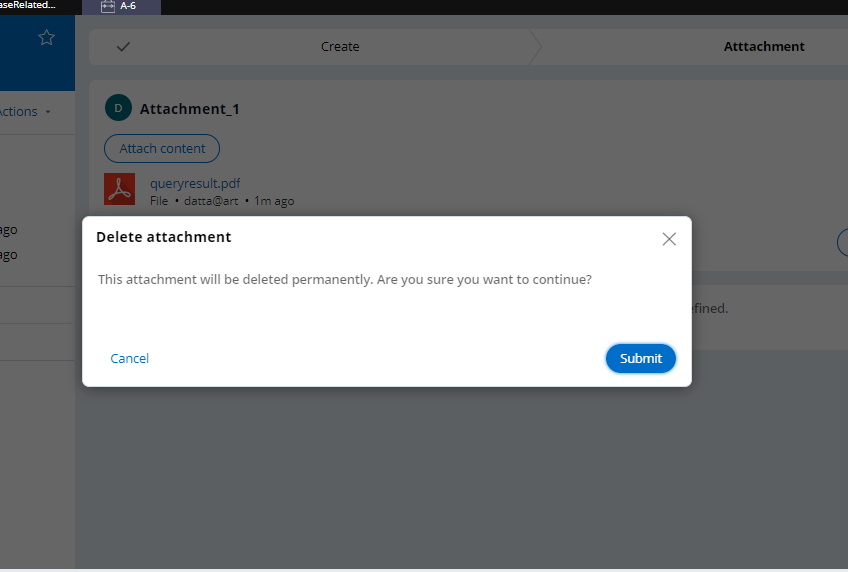 aseRelated...
A-6
Create
Atttachment
Actions
D
Attachment_1
Attach content
queryresult.pdf
File • datta@art • 1m ago
ago
Delete attachment
ago
This attachment will be deleted permanently. Are you sure you want to continue?
efined.
Cancel
Submit